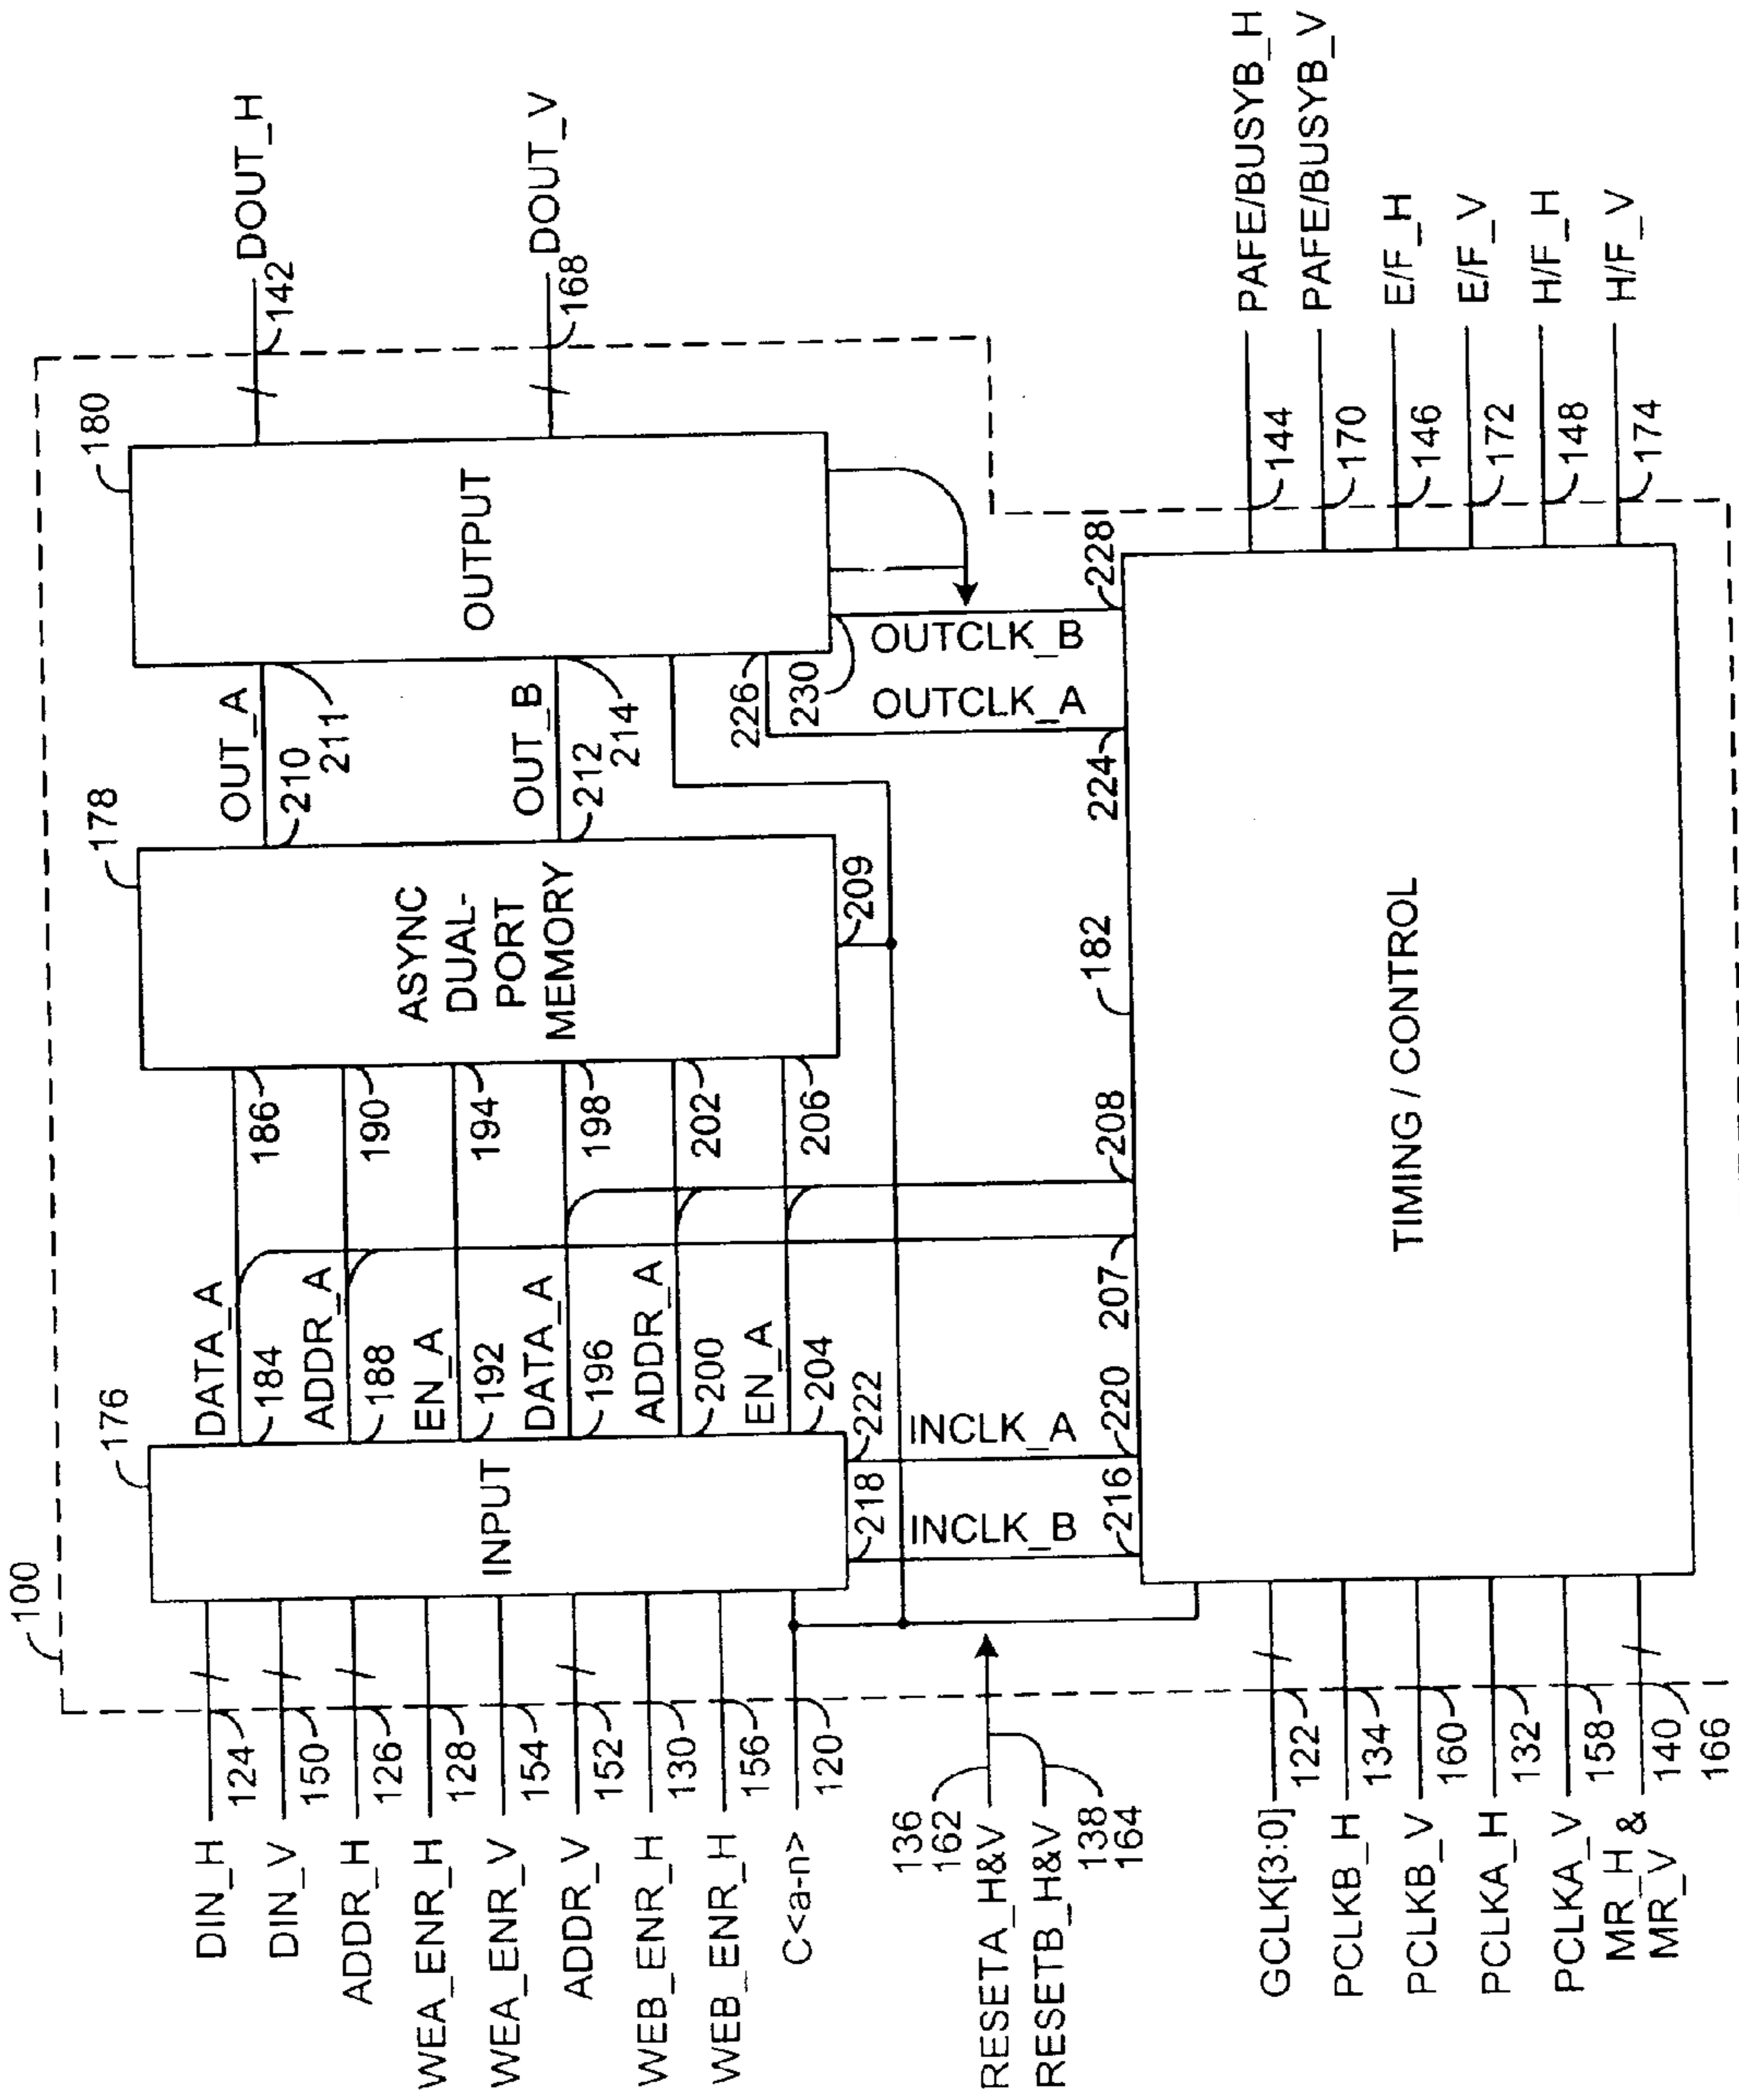 100
176
178
180
DIN_H
124
DIN_V
150
ADDR_H
126
WEA_ENR_H
128
WEA_ENR_V
154
ADDR_V
152
WEB_ENR_H
130
WEB_ENR_H
156
C<a-n>
120
INPUT
DATA_A
184
186
ADDR_A
188
190
EN_A
192
194
DATA_A
196
198
ADDR_A
200
202
EN_A
204
206
ASYNC
DUAL-
PORT
MEMORY
209
OUT_A
210
211
OUT_B
212
214
OUTPUT
DOUT_H
142
DOUT_V
168
222
218
INCLK_A
INCLK_B
220
216
207
208
182
226
230
OUTCLK_B
OUTCLK_A
224
228
136
162
RESETA_H&V
RESETB_H&V
138
164
TIMING / CONTROL
GCLK[3:0]
122
PCLKB_H
134
PCLKB_V
160
PCLKA_H
132
PCLKA_V
158
MR_H &
MR_V
140
166
PAFE/BUSYB_H
144
PAFE/BUSYB_V
170
E/F_H
146
E/F_V
172
H/F_H
148
H/F_V
174